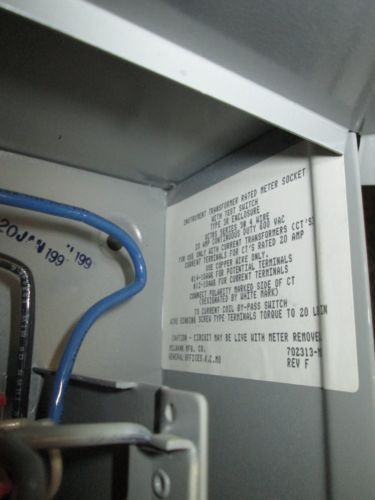 INSTRUMENT TRANSFORMER RATED METER SOCKET
WITH TEST SWITCH
TYPE 3R ENCLOSURE
20 AMP CONTINUOUS DUTY 600 VAC
FOR USE ONLY WITH CURRENT TRANSFORMERS (CT'S)
CURRENT TERMINALS FOR CT'S RATED 20 AMP
USE COPPER WIRE ONLY.
FOR POTENTIAL TERMINALS
FOR CURRENT TERMINALS
CONNECT POLARITY MARKED SIDE OF CT
(DESIGNATED BY WHITE MARK)
TO CURRENT COIL BY-PASS SWITCH
WIRE BINDING SCREW TYPE TERMINALS TORQUE TO 20 LBIN
CAUTION - CIRCUIT MAY BE LIVE WITH METER REMOVED
MILBANK MFG. CO.
GENERAL OFFICES,K.C.MO
702313-M
REV F
199
199